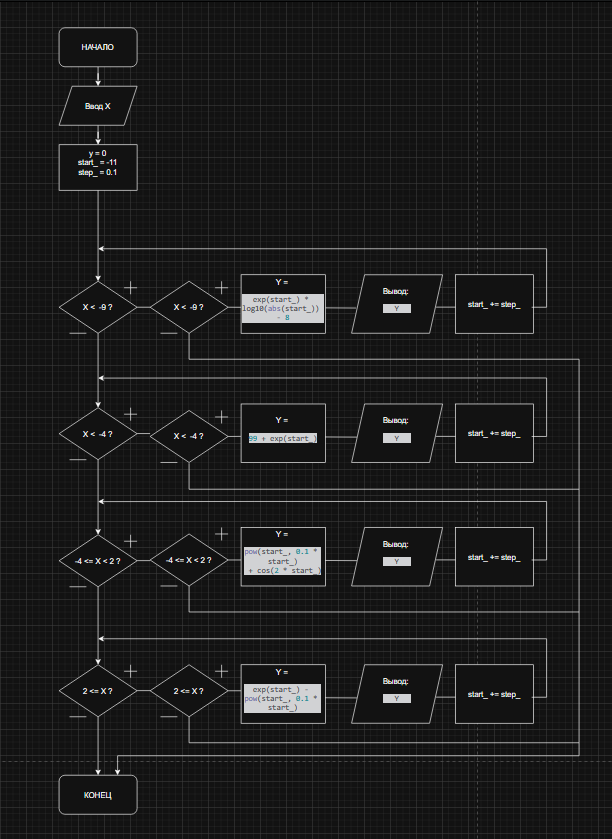 НАЧАЛО
Ввод X
y = 0
start_ = -11
step_ = 0.1
X < -9 ?
X < -9 ?
Y =
exp(start_) *
log10(abs(start_))
- 8
Вывод:
Y
start_ += step_
X < -4 ?
X < -4 ?
Y =
99 + exp(start_)
Вывод:
Y
start_ += step_
-4 <= X < 2 ?
-4 <= X < 2 ?
Y =
pow(start_, 0.1 *
start_)
+ cos(2 * start_)
Вывод:
Y
start_ += step_
2 <= X ?
2 <= X ?
Y =
exp(start_) -
pow(start_, 0.1 *
start_)
Вывод:
Y
start_ += step_
КОНЕЦ